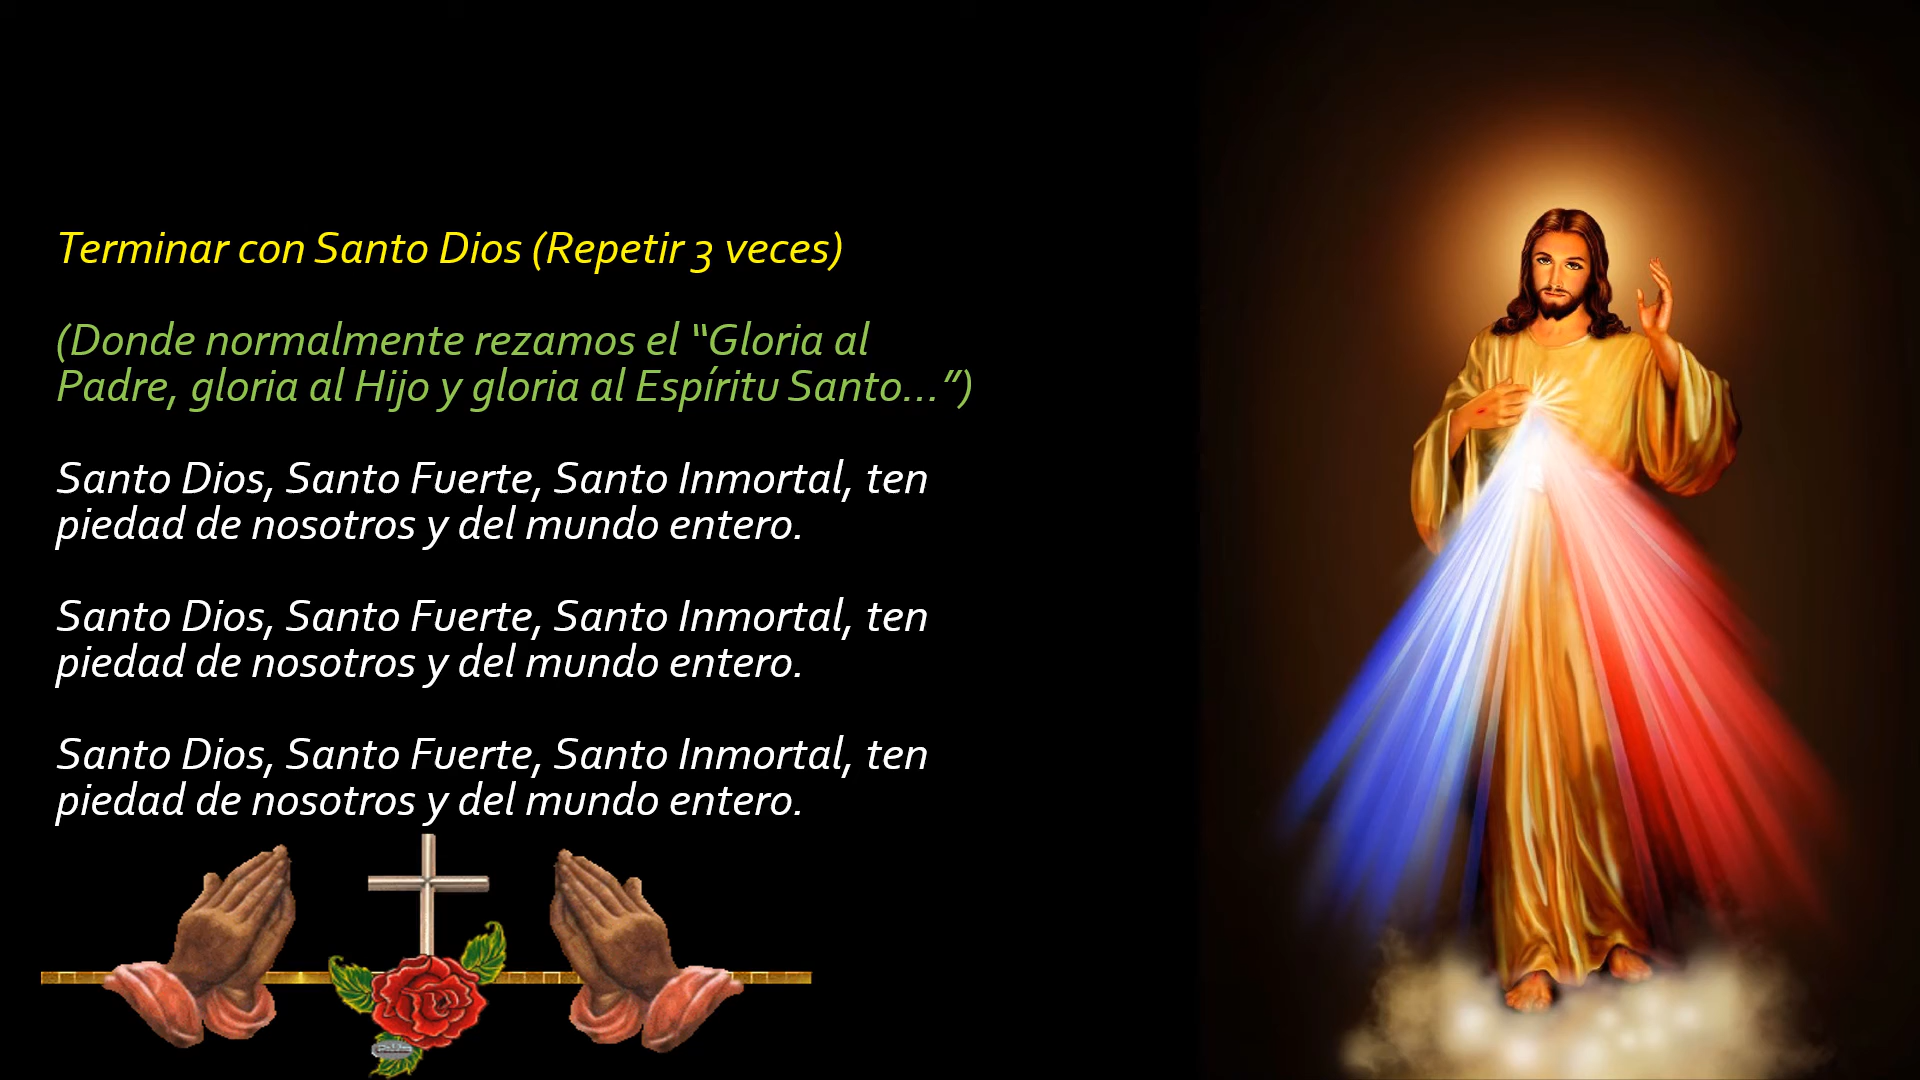 Terminar con Santo Dios (Repetir 3 veces)
(Donde normalmente rezamos el “Gloria al
Padre, gloria al Hijo y gloria al Espíritu Santo...”)
Santo Dios, Santo Fuerte, Santo Inmortal, ten
piedad de nosotros y del mundo entero.
Santo Dios, Santo Fuerte, Santo Inmortal, ten
piedad de nosotros y del mundo entero.
Santo Dios, Santo Fuerte, Santo Inmortal, ten
piedad de nosotros y del mundo entero.